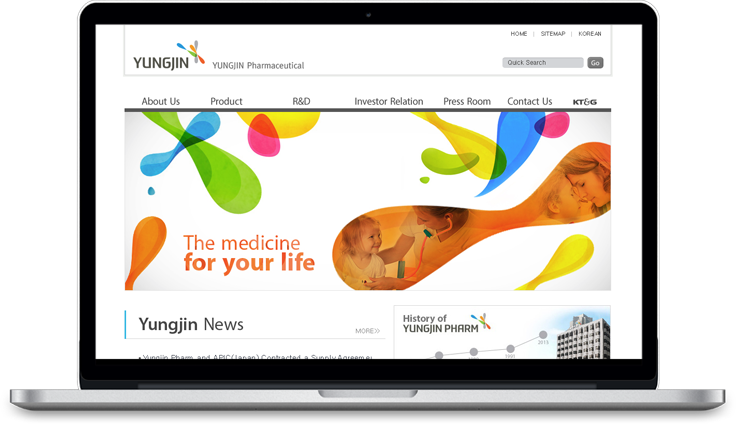 HOME | SITEMAP | KOREAN
YUNGJIN YUNGJIN Pharmaceutical
Quick Search Go
About Us Product R&D Investor Relation Press Room Contact Us KT&G
The medicine
for your life
Yungjin News
MORE
History of
YUNGJIN PHARM
2013
• Yungjin Pharm. and APIC(Japan) Contracted a Supply Agreemer